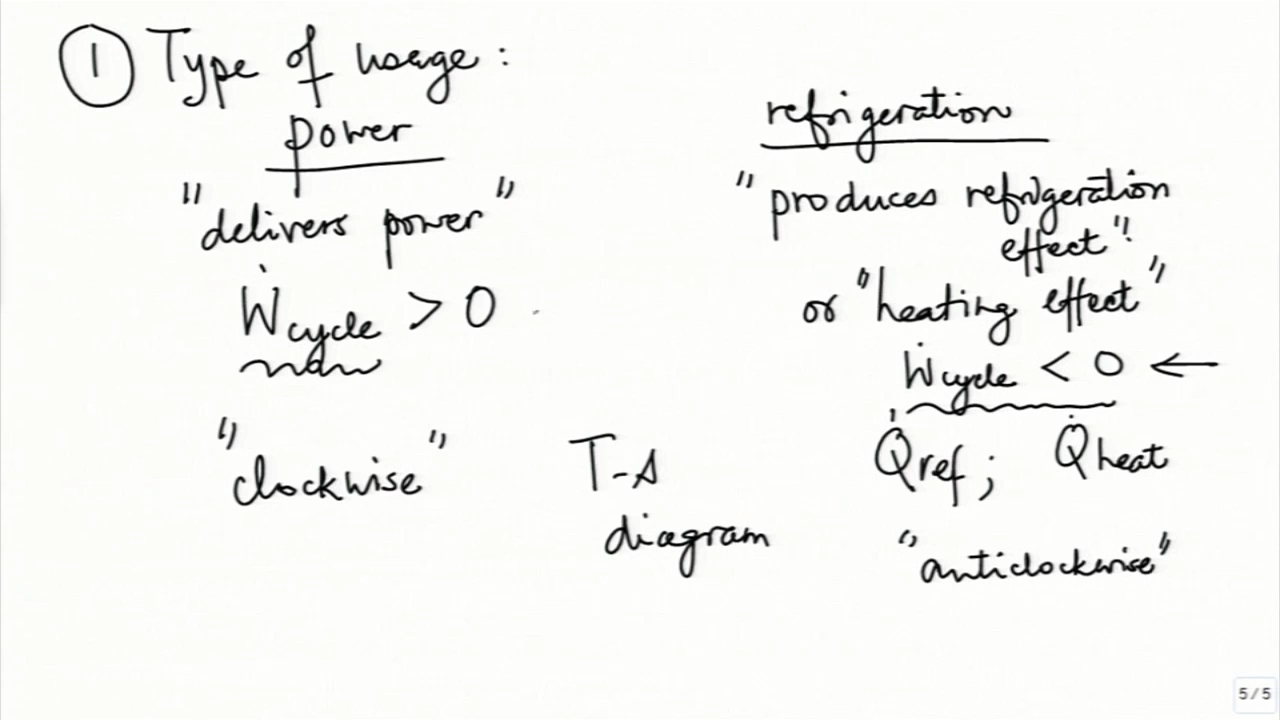 ① Type of usage :
power
"delivers power"
Ẇcycle > 0
"clockwise"
T-s
diagram
refrigeration
"produces refrigeration
effect"
or "heating effect"
Ẇcycle < 0 ←
Q̇ref ; Q̇heat
"anticlockwise"
5/5